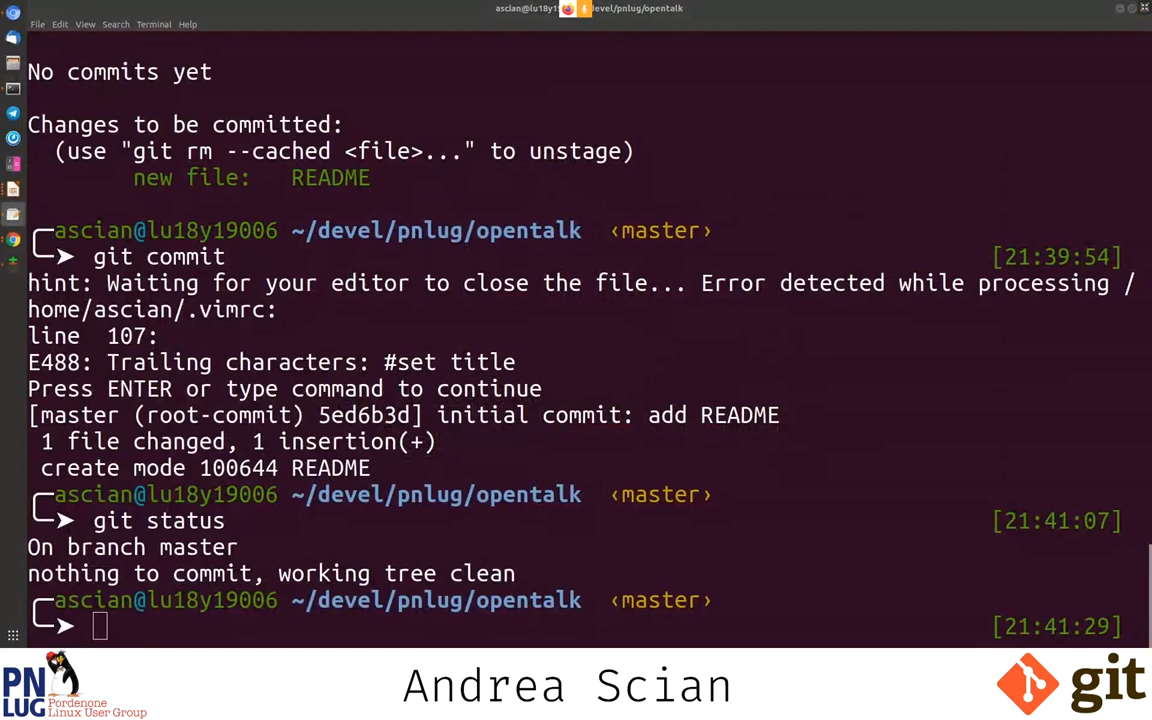 ascian@lu18y1 devel/pnlug/opentalk
File Edit View Search Terminal Help
No commits yet
Changes to be committed:
(use "git rm --cached <file>..." to unstage)
new file: README
ascian@lu18y19006 ~/devel/pnlug/opentalk ‹master›
➤ git commit [21:39:54]
hint: Waiting for your editor to close the file... Error detected while processing /
home/ascian/.vimrc:
line 107:
E488: Trailing characters: #set title
Press ENTER or type command to continue
[master (root-commit) 5ed6b3d] initial commit: add README
1 file changed, 1 insertion(+)
create mode 100644 README
ascian@lu18y19006 ~/devel/pnlug/opentalk ‹master›
➤ git status [21:41:07]
On branch master
nothing to commit, working tree clean
ascian@lu18y19006 ~/devel/pnlug/opentalk ‹master›
➤ [21:41:29]
PN
LUG
Pordenone
Linux User Group
Andrea Scian
git